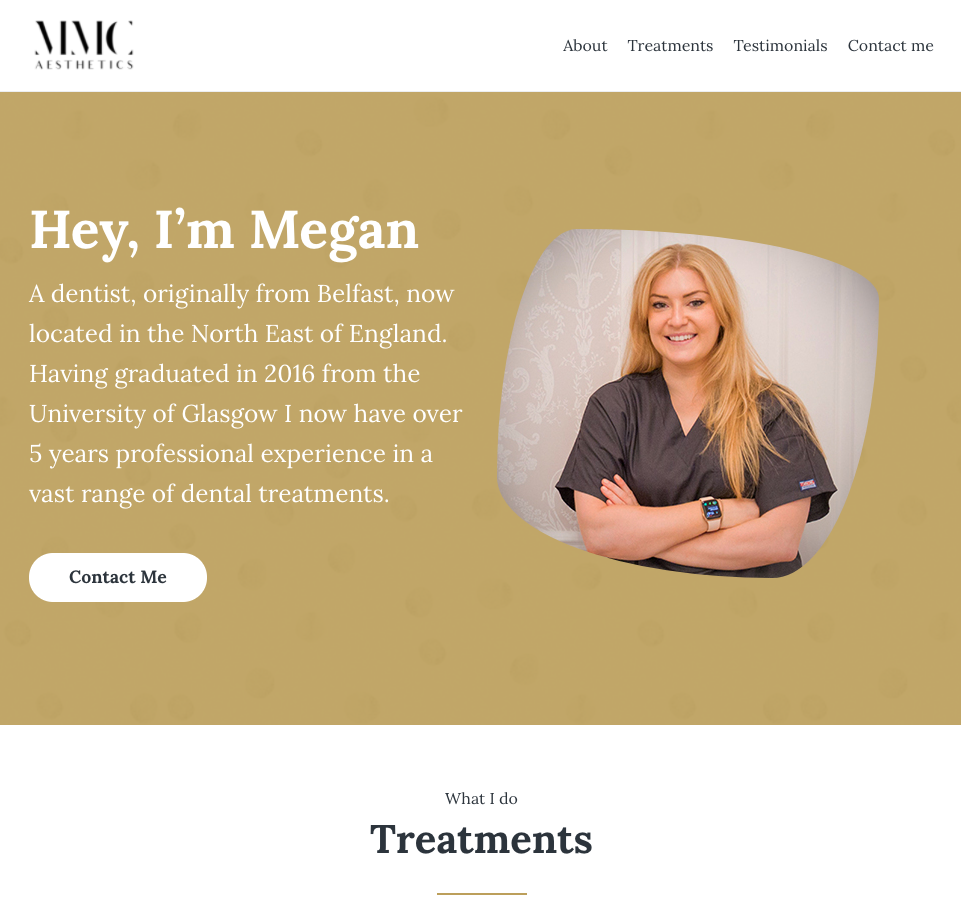 MMC
AESTHETICS
About Treatments Testimonials Contact me
Hey, I’m Megan
A dentist, originally from Belfast, now
located in the North East of England.
Having graduated in 2016 from the
University of Glasgow I now have over
5 years professional experience in a
vast range of dental treatments.
Contact Me
What I do
Treatments